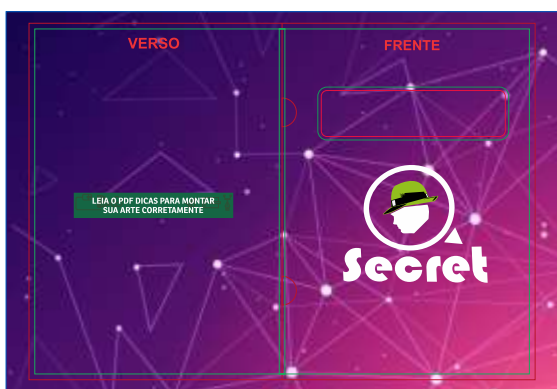 VERSO
FRENTE
LEIA O PDF DICAS PARA MONTAR
SUA ARTE CORRETAMENTE
Secret